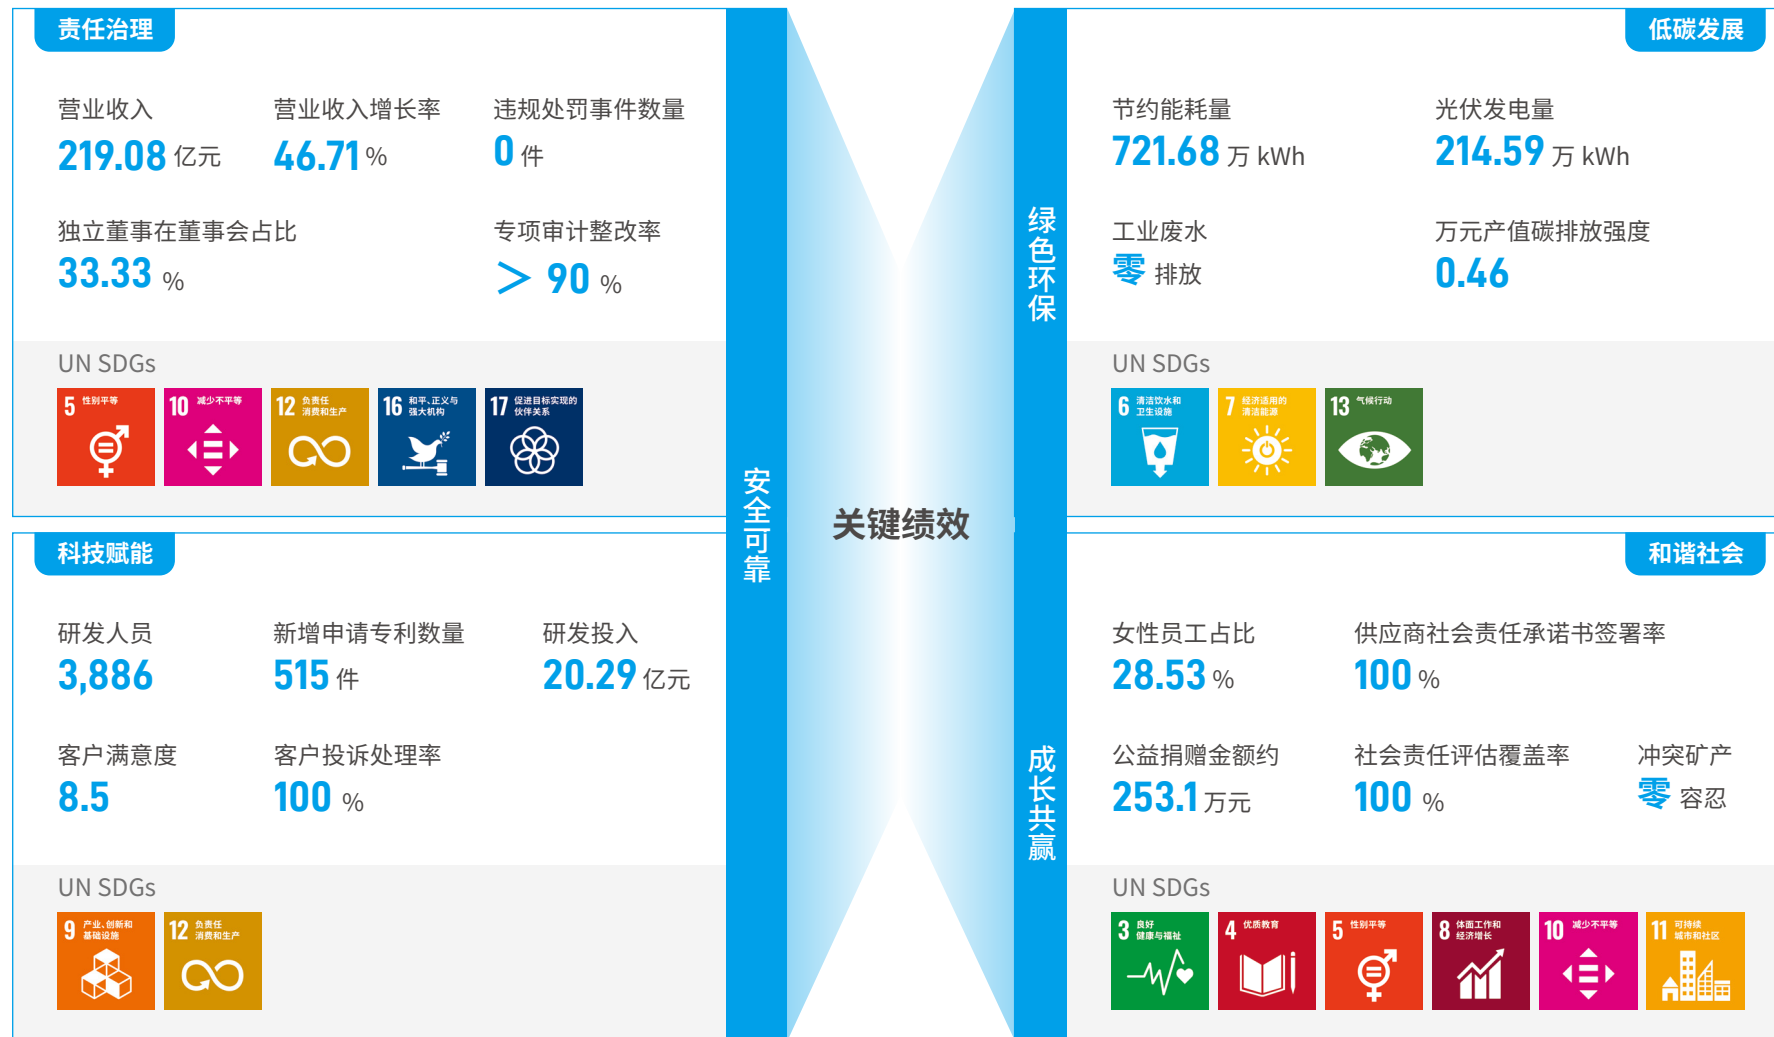 责任治理
营业收入
219.08 亿元
营业收入增长率
46.71 %
违规处罚事件数量
0 件
独立董事在董事会占比
33.33 %
专项审计整改率
＞ 90 %
UN SDGs
5 性别平等
10 减少不平等
12 负责任
消费和生产
16 和平、正义与
强大机构
17 促进目标实现的
伙伴关系
科技赋能
研发人员
3,886
新增申请专利数量
515 件
研发投入
20.29 亿元
客户满意度
8.5
客户投诉处理率
100 %
UN SDGs
9 产业、创新和
基础设施
12 负责任
消费和生产
安全可靠
关键绩效
绿色环保
成长共赢
低碳发展
节约能耗量
721.68 万 kWh
光伏发电量
214.59 万 kWh
工业废水
零 排放
万元产值碳排放强度
0.46
UN SDGs
6 清洁饮水和
卫生设施
7 经济适用的
清洁能源
13 气候行动
和谐社会
女性员工占比
28.53 %
供应商社会责任承诺书签署率
100 %
公益捐赠金额约
253.1 万元
社会责任评估覆盖率
100 %
冲突矿产
零 容忍
UN SDGs
3 良好
健康与福祉
4 优质教育
5 性别平等
8 体面工作和
经济增长
10 减少不平等
11 可持续
城市和社区